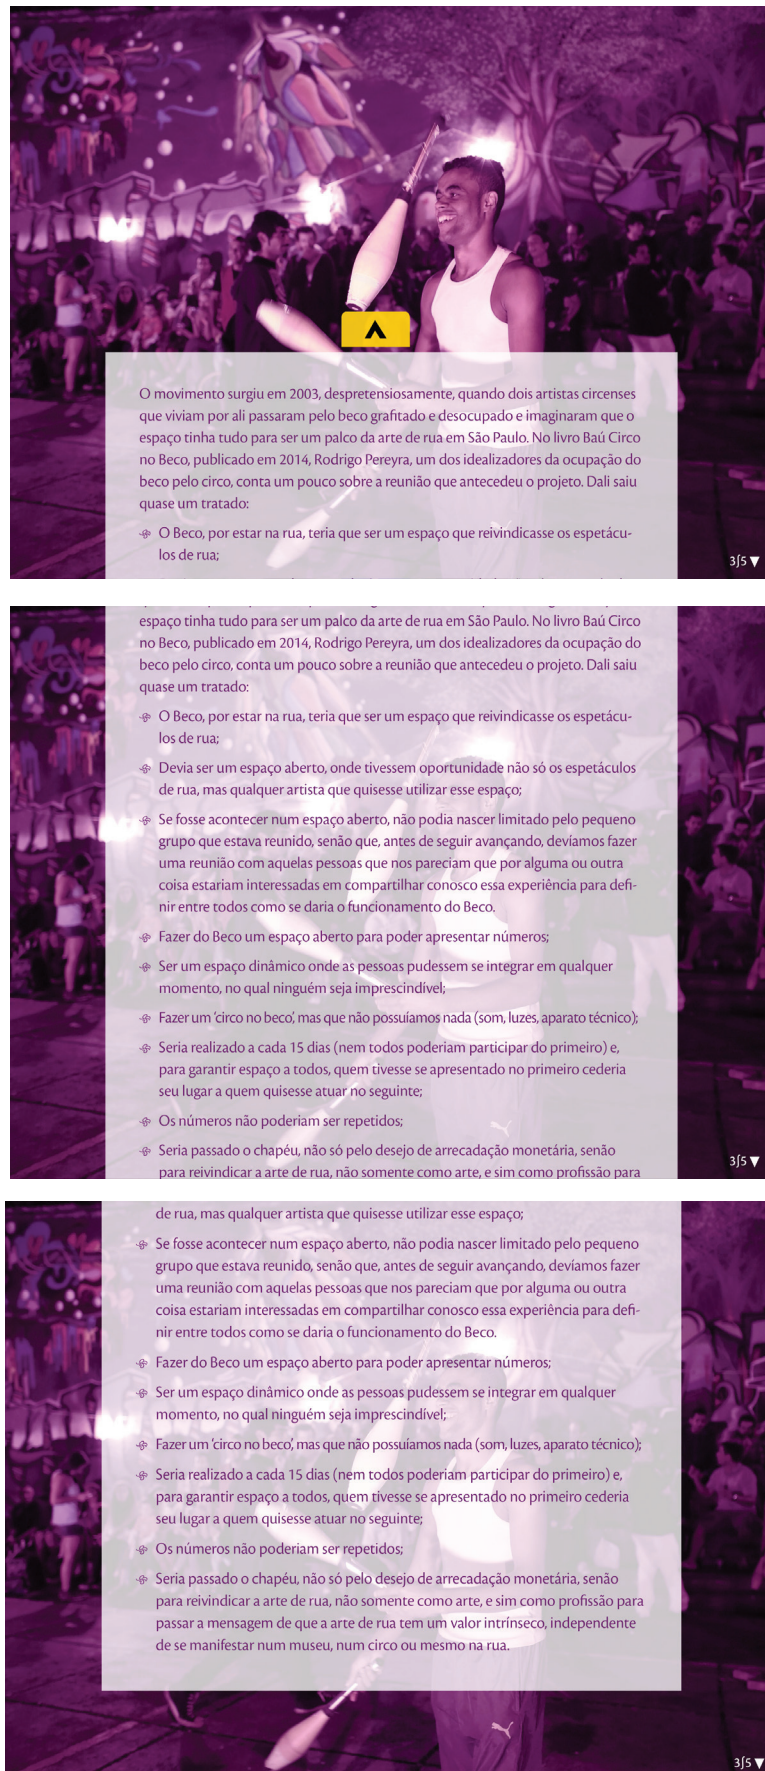 O movimento surgiu em 2003, despretensiosamente, quando dois artistas circenses
que viviam por ali passaram pelo beco grafitado e desocupado e imaginaram que o
espaço tinha tudo para ser um palco da arte de rua em São Paulo. No livro Baú Circo
no Beco, publicado em 2014, Rodrigo Pereyra, um dos idealizadores da ocupação do
beco pelo circo, conta um pouco sobre a reunião que antecedeu o projeto. Dali saiu
quase um tratado:
O Beco, por estar na rua, teria que ser um espaço que reivindicasse os espetácu-
los de rua;
3∫5 ▼
espaço tinha tudo para ser um palco da arte de rua em São Paulo. No livro Baú Circo
no Beco, publicado em 2014, Rodrigo Pereyra, um dos idealizadores da ocupação do
beco pelo circo, conta um pouco sobre a reunião que antecedeu o projeto. Dali saiu
quase um tratado:
O Beco, por estar na rua, teria que ser um espaço que reivindicasse os espetácu-
los de rua;
Devia ser um espaço aberto, onde tivessem oportunidade não só os espetáculos
de rua, mas qualquer artista que quisesse utilizar esse espaço;
Se fosse acontecer num espaço aberto, não podia nascer limitado pelo pequeno
grupo que estava reunido, senão que, antes de seguir avançando, devíamos fazer
uma reunião com aquelas pessoas que nos pareciam que por alguma ou outra
coisa estariam interessadas em compartilhar conosco essa experiência para defi-
nir entre todos como se daria o funcionamento do Beco.
Fazer do Beco um espaço aberto para poder apresentar números;
Ser um espaço dinâmico onde as pessoas pudessem se integrar em qualquer
momento, no qual ninguém seja imprescindível;
Fazer um ‘circo no beco’, mas que não possuíamos nada (som, luzes, aparato técnico);
Seria realizado a cada 15 dias (nem todos poderiam participar do primeiro) e,
para garantir espaço a todos, quem tivesse se apresentado no primeiro cederia
seu lugar a quem quisesse atuar no seguinte;
Os números não poderiam ser repetidos;
Seria passado o chapéu, não só pelo desejo de arrecadação monetária, senão
para reivindicar a arte de rua, não somente como arte, e sim como profissão para
3∫5 ▼
de rua, mas qualquer artista que quisesse utilizar esse espaço;
Se fosse acontecer num espaço aberto, não podia nascer limitado pelo pequeno
grupo que estava reunido, senão que, antes de seguir avançando, devíamos fazer
uma reunião com aquelas pessoas que nos pareciam que por alguma ou outra
coisa estariam interessadas em compartilhar conosco essa experiência para defi-
nir entre todos como se daria o funcionamento do Beco.
Fazer do Beco um espaço aberto para poder apresentar números;
Ser um espaço dinâmico onde as pessoas pudessem se integrar em qualquer
momento, no qual ninguém seja imprescindível;
Fazer um ‘circo no beco’, mas que não possuíamos nada (som, luzes, aparato técnico);
Seria realizado a cada 15 dias (nem todos poderiam participar do primeiro) e,
para garantir espaço a todos, quem tivesse se apresentado no primeiro cederia
seu lugar a quem quisesse atuar no seguinte;
Os números não poderiam ser repetidos;
Seria passado o chapéu, não só pelo desejo de arrecadação monetária, senão
para reivindicar a arte de rua, não somente como arte, e sim como profissão para
passar a mensagem de que a arte de rua tem um valor intrínseco, independente
de se manifestar num museu, num circo ou mesmo na rua.
3∫5 ▼